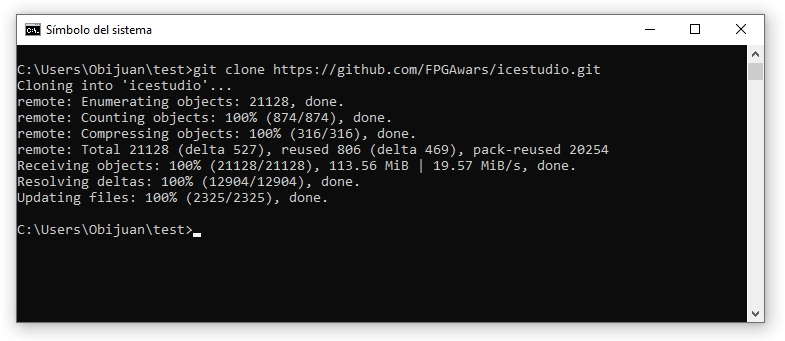 Símbolo del sistema
C:\Users\Obijuan\test>git clone https://github.com/FPGAwars/icestudio.git
Cloning into 'icestudio'...
remote: Enumerating objects: 21128, done.
remote: Counting objects: 100% (874/874), done.
remote: Compressing objects: 100% (316/316), done.
remote: Total 21128 (delta 527), reused 806 (delta 469), pack-reused 20254
Receiving objects: 100% (21128/21128), 113.56 MiB | 19.57 MiB/s, done.
Resolving deltas: 100% (12904/12904), done.
Updating files: 100% (2325/2325), done.
C:\Users\Obijuan\test>